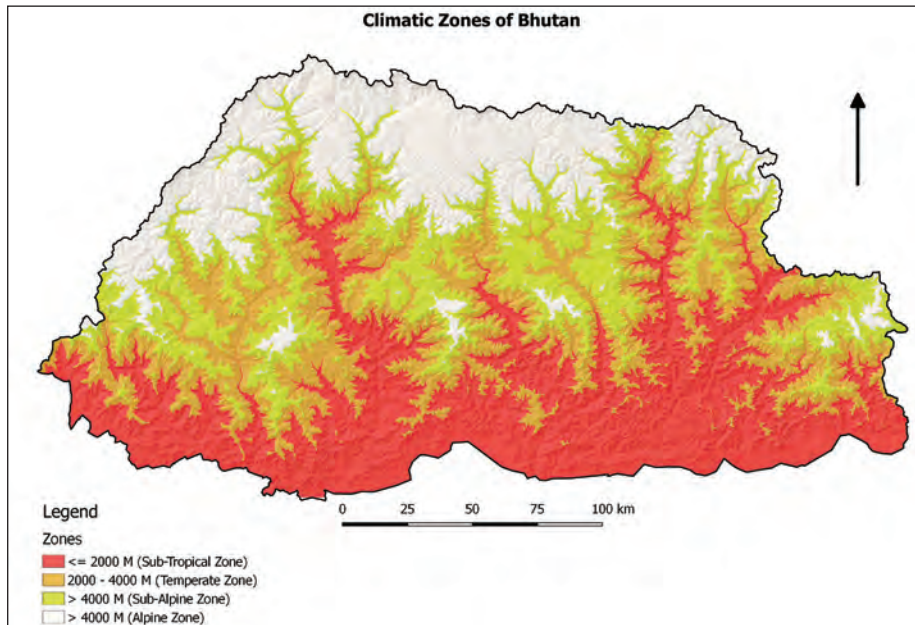 Climatic Zones of Bhutan
0 25 50 75 100 km
Legend
Zones
<= 2000 M (Sub-Tropical Zone)
2000 - 4000 M (Temperate Zone)
> 4000 M (Sub-Alpine Zone)
> 4000 M (Alpine Zone)